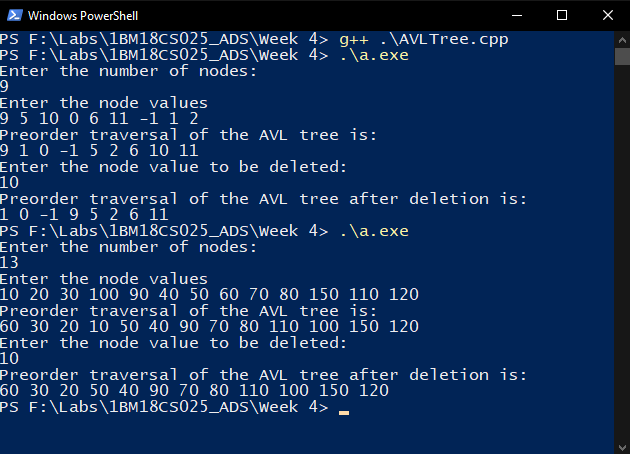 Windows PowerShell
PS F:\Labs\1BM18CS025_ADS\Week 4> g++ .\AVLTree.cpp
PS F:\Labs\1BM18CS025_ADS\Week 4> .\a.exe
Enter the number of nodes:
9
Enter the node values
9 5 10 0 6 11 -1 1 2
Preorder traversal of the AVL tree is:
9 1 0 -1 5 2 6 10 11
Enter the node value to be deleted:
10
Preorder traversal of the AVL tree after deletion is:
1 0 -1 9 5 2 6 11
PS F:\Labs\1BM18CS025_ADS\Week 4> .\a.exe
Enter the number of nodes:
13
Enter the node values
10 20 30 100 90 40 50 60 70 80 150 110 120
Preorder traversal of the AVL tree is:
60 30 20 10 50 40 90 70 80 110 100 150 120
Enter the node value to be deleted:
10
Preorder traversal of the AVL tree after deletion is:
60 30 20 50 40 90 70 80 110 100 150 120
PS F:\Labs\1BM18CS025_ADS\Week 4>